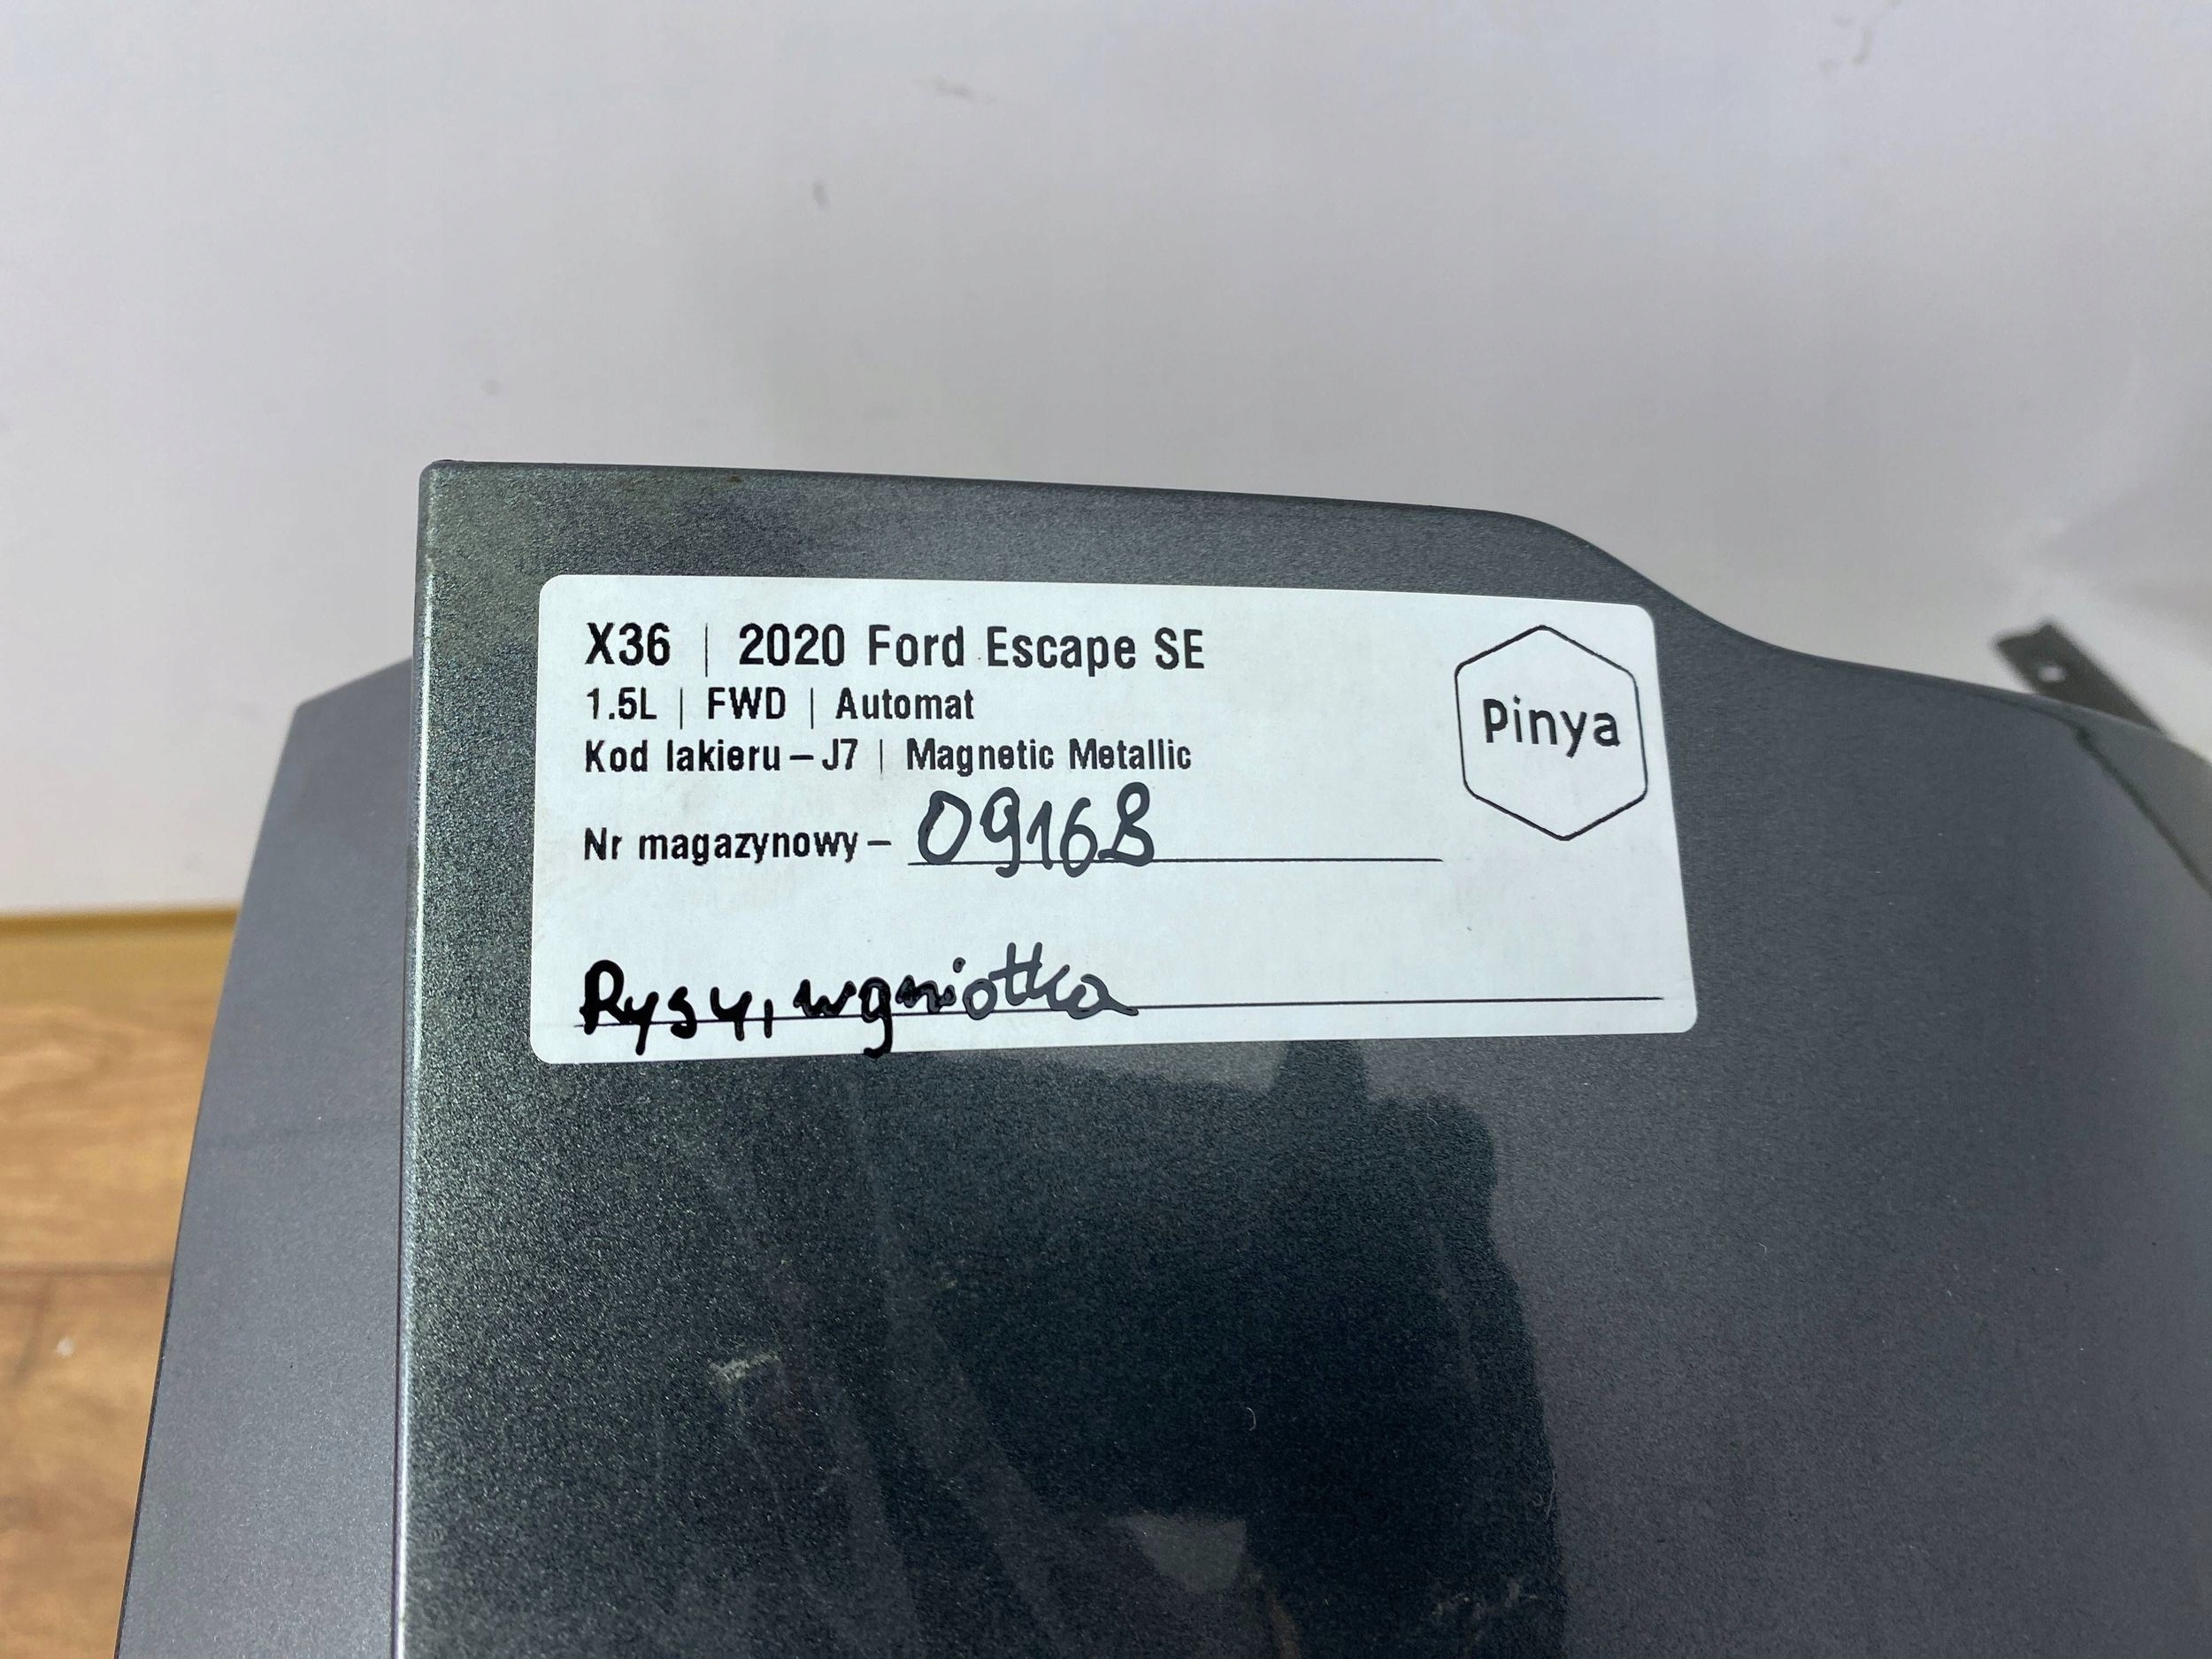 X36 | 2020 Ford Escape SE
1.5L | FWD | Automat
Kod lakieru – J7 | Magnetic Metallic
Nr magazynowy – 09168
Rysy, wgniotka
Pinya